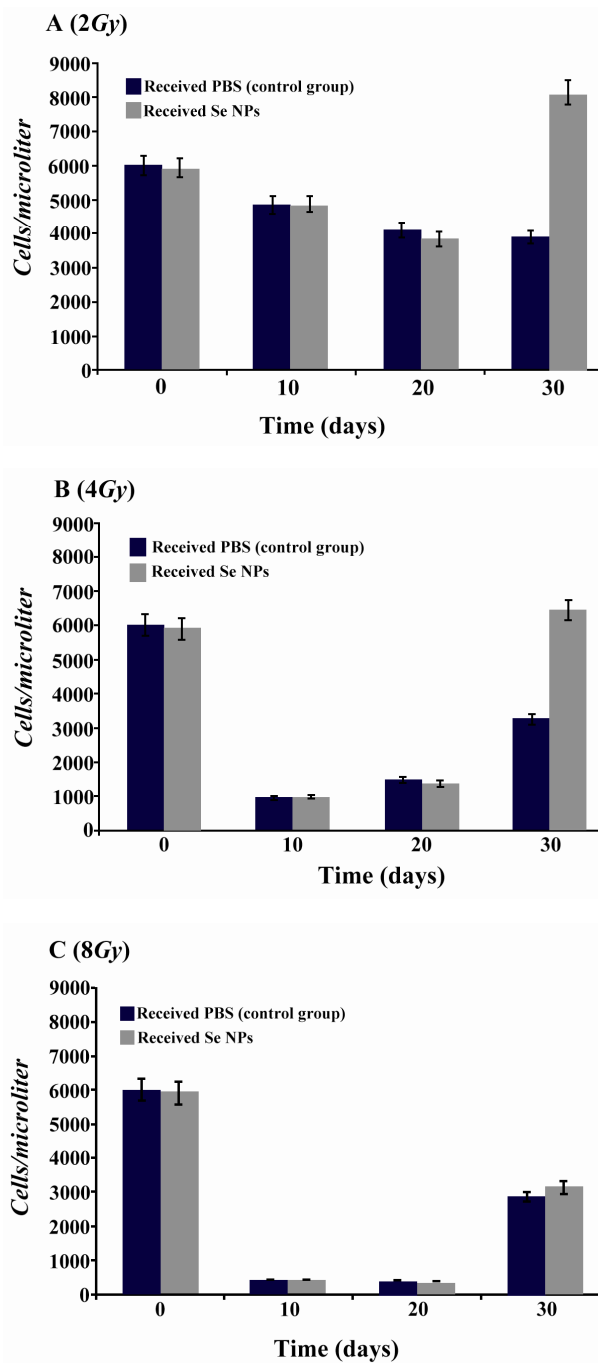 A (2Gy)
9000
8000
7000
6000
5000
4000
3000
2000
1000
0
Cells/microliter
Received PBS (control group)
Received Se NPs
0 10 20 30
Time (days)
B (4Gy)
9000
8000
7000
6000
5000
4000
3000
2000
1000
0
Cells/microliter
Received PBS (control group)
Received Se NPs
0 10 20 30
Time (days)
C (8Gy)
9000
8000
7000
6000
5000
4000
3000
2000
1000
0
Cells/microliter
Received PBS (control group)
Received Se NPs
0 10 20 30
Time (days)